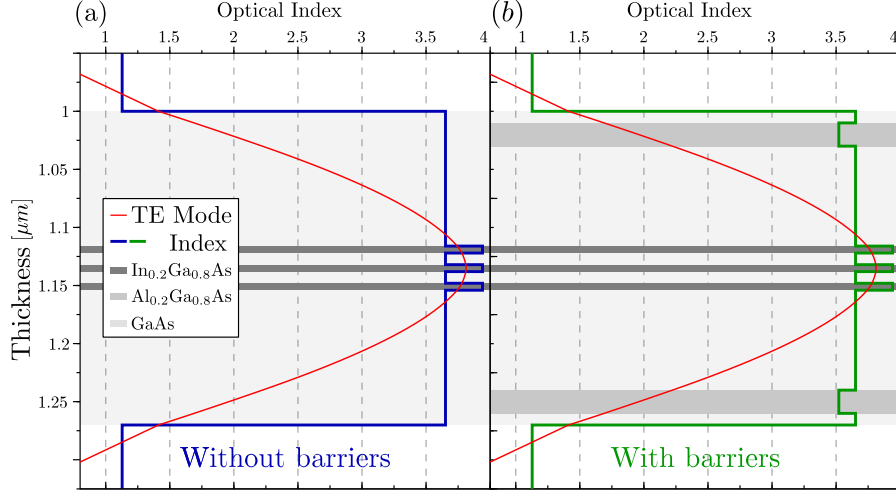 (a)
Optical Index
1 1.5 2 2.5 3 3.5 4
(b)
Optical Index
1 1.5 2 2.5 3 3.5 4
Thickness [μm]
1
1.05
1.1
1.15
1.2
1.25
TE Mode
Index
In₀.₂Ga₀.₈As
Al₀.₂Ga₀.₈As
GaAs
Without barriers
With barriers